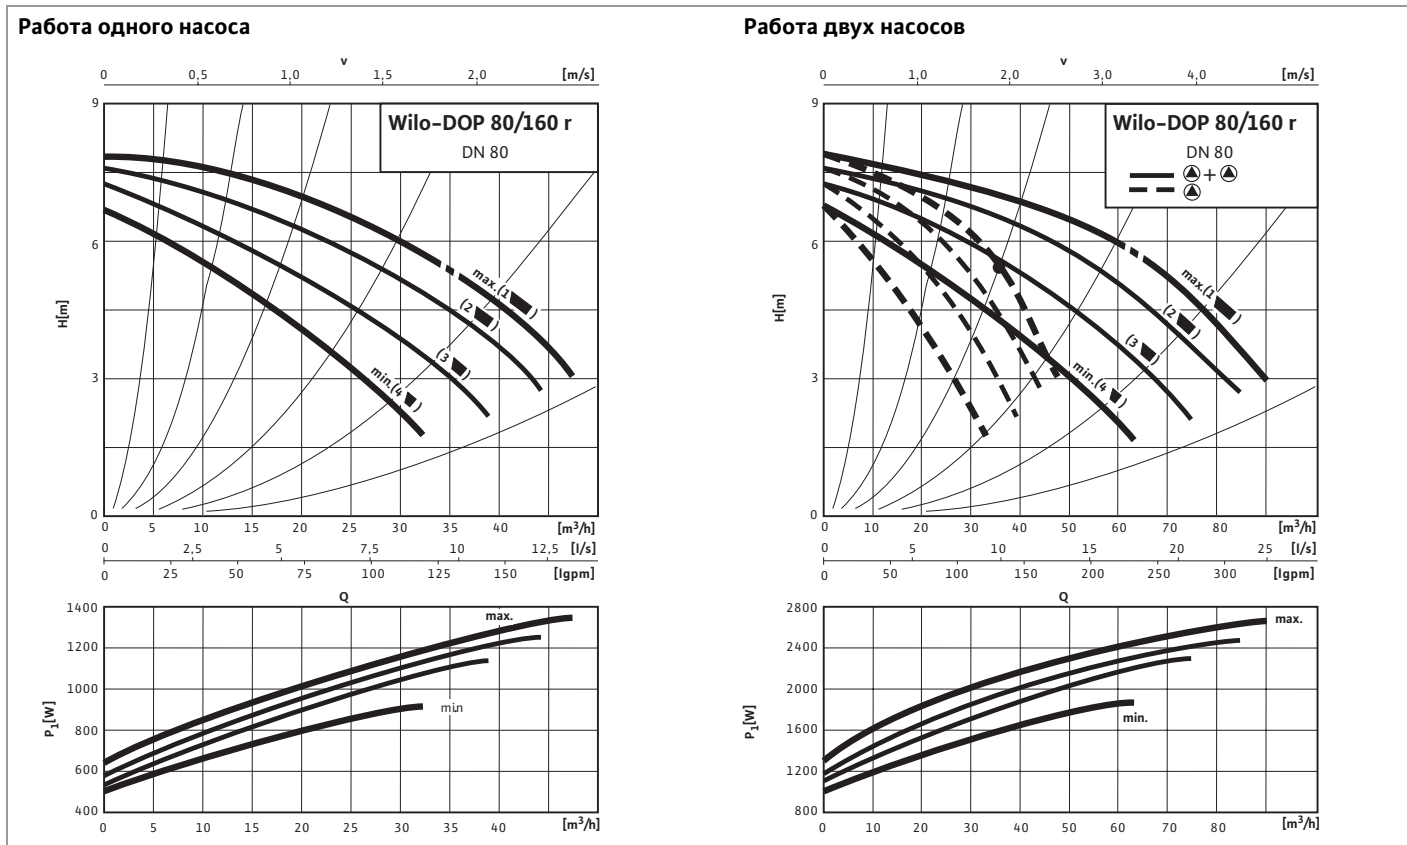 Работа одного насоса
v
0 0,5 1,0 1,5 2,0 [m/s]
Wilo-DOP 80/160 r
DN 80
9
6
3
0
H[m]
max.(1)
(2)
(3)
min.(4)
5 10 15 20 25 30 35 40 [m³/h]
0 2,5 5 7,5 10 12,5 [l/s]
0 25 50 75 100 125 150 [Igpm]
Q
1400
1200
1000
800
600
400
P₁[W]
max.
min
0 5 10 15 20 25 30 35 40 [m³/h]
Работа двух насосов
v
0 1,0 2,0 3,0 4,0 [m/s]
Wilo-DOP 80/160 r
DN 80
+
9
6
3
0
H[m]
max.(1)
(2)
(3)
min.(4)
0 10 20 30 40 50 60 70 80 [m³/h]
0 5 10 15 20 25 [l/s]
0 50 100 150 200 250 300 [Igpm]
Q
2800
2400
2000
1600
1200
800
P₁[W]
max.
min.
0 10 20 30 40 50 60 70 80 [m³/h]